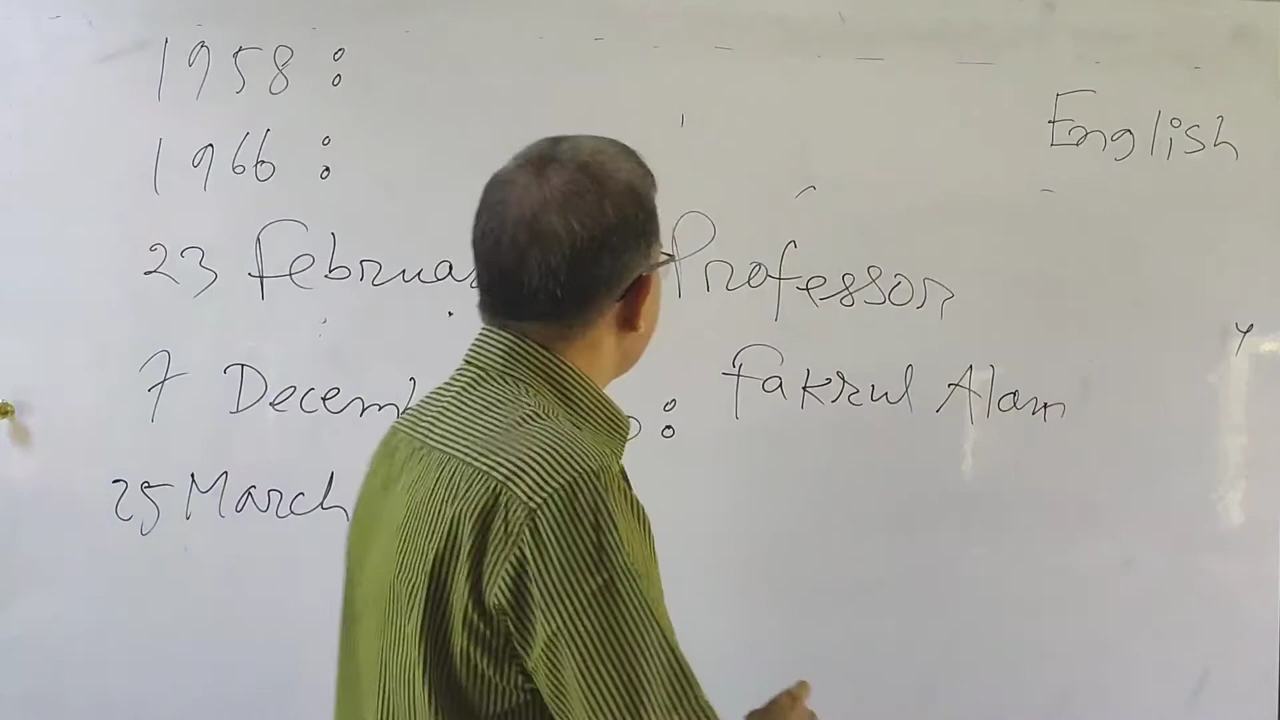 1958 :
English
1966 :
23 Februa Professor
7 Decem : Fakrul Alam
25 March